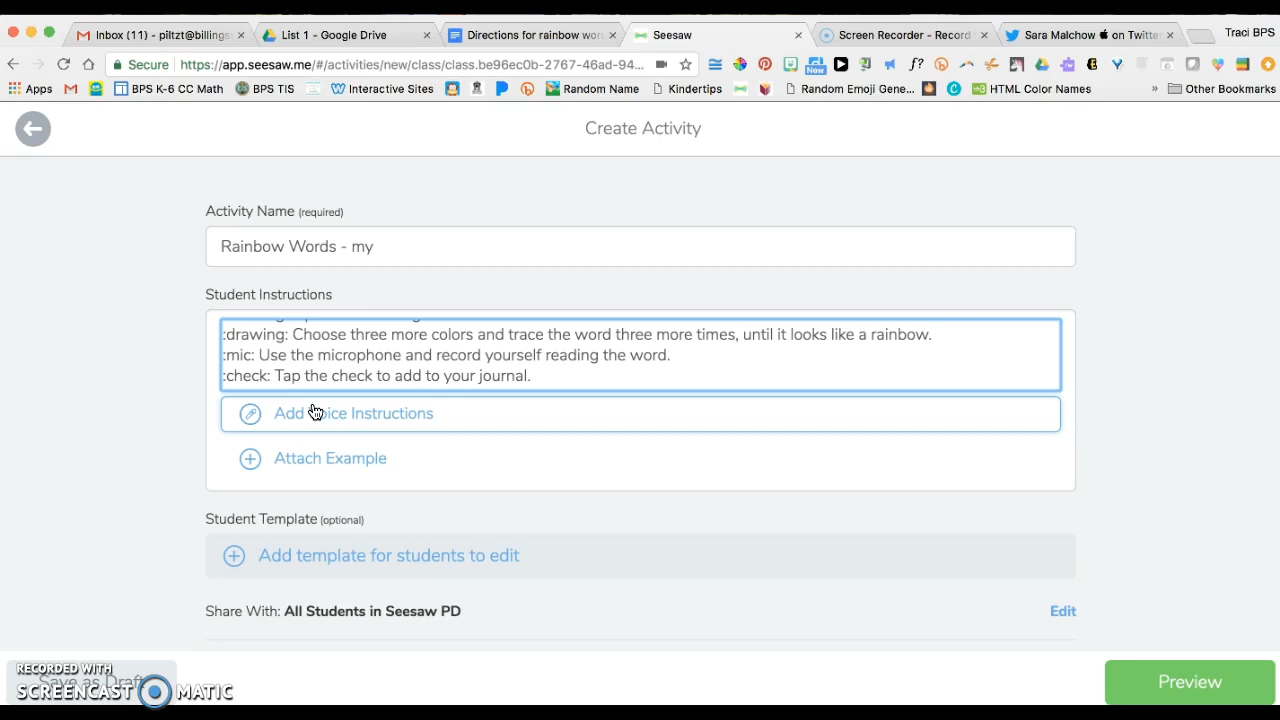 Inbox (11) - piltzt@billings
List 1 - Google Drive
Directions for rainbow wor
Seesaw
Screen Recorder - Record
Sara Malchow on Twitt
Traci BPS
Secure
https://app.seesaw.me/#/activities/new/class/class.be96ec0b-2767-46ad-94...
Now
f?
Apps
BPS K-6 CC Math
BPS TIS
Interactive Sites
Random Name
Kindertips
Random Emoji Gene...
HTML Color Names
»
Other Bookmarks
Create Activity
Activity Name (required)
Rainbow Words - my
Student Instructions
:drawing: Choose three more colors and trace the word three more times, until it looks like a rainbow.
:mic: Use the microphone and record yourself reading the word.
:check: Tap the check to add to your journal.
Add Voice Instructions
Attach Example
Student Template (optional)
Add template for students to edit
Share With: All Students in Seesaw PD
Edit
Save as Draft
RECORDED WITH
SCREENCAST MATIC
Preview